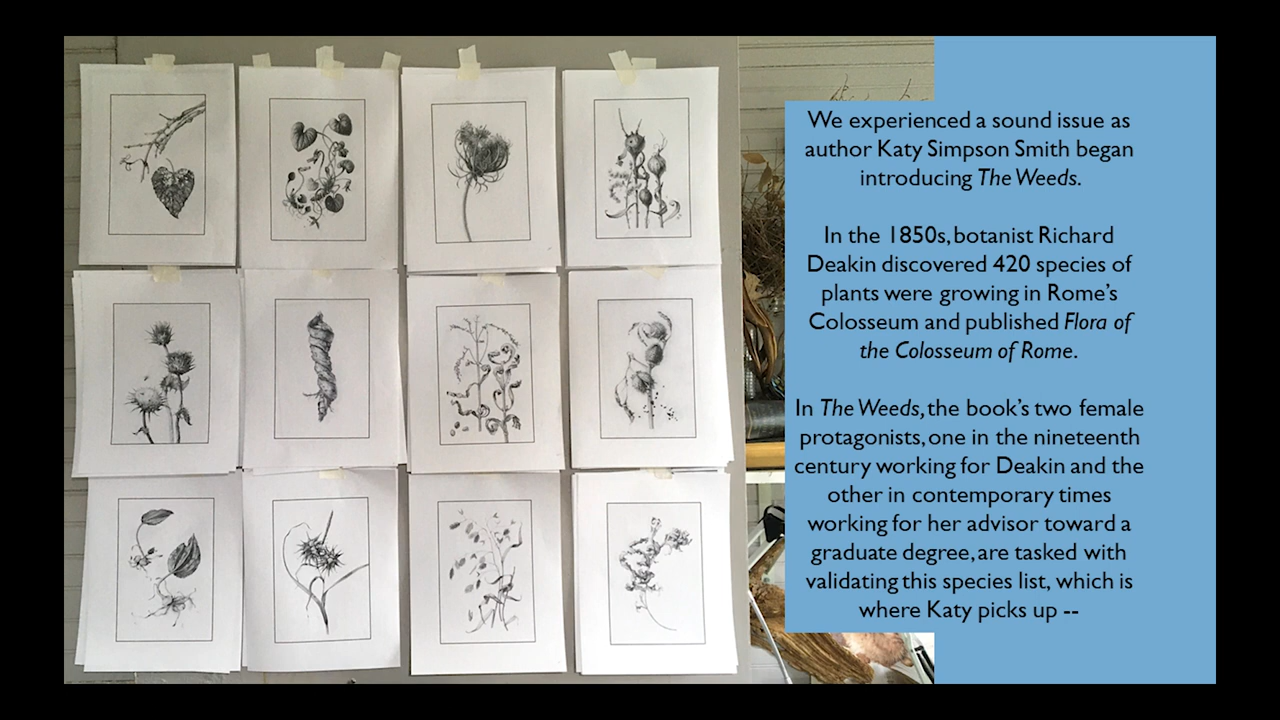 We experienced a sound issue as
author Katy Simpson Smith began
introducing The Weeds.
In the 1850s, botanist Richard
Deakin discovered 420 species of
plants were growing in Rome's
Colosseum and published Flora of
the Colosseum of Rome.
In The Weeds, the book's two female
protagonists, one in the nineteenth
century working for Deakin and the
other in contemporary times
working for her advisor toward a
graduate degree, are tasked with
validating this species list, which is
where Katy picks up --